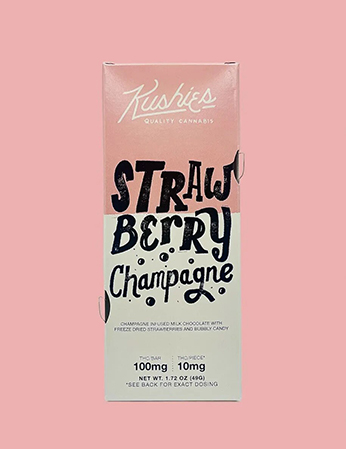 Kushies
QUALITY CANNABIS
STRAW
BERRY
Champagne
CHAMPAGNE INFUSED MILK CHOCOLATE WITH
FREEZE DRIED STRAWBERRIES AND BUBBLY CANDY
THC/BAR THC/PIECE*
100mg 10mg
NET WT. 1.72 OZ (49G)
*SEE BACK FOR EXACT DOSING